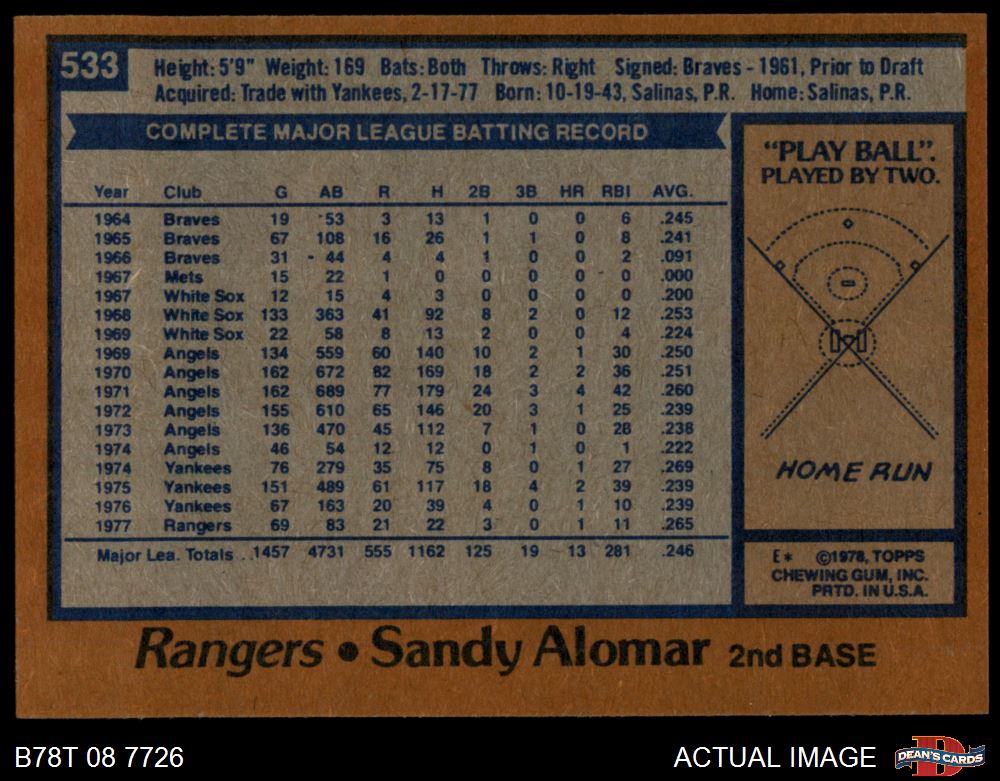 533
Height: 5'9" Weight: 169 Bats: Both Throws: Right Signed: Braves - 1961, Prior to Draft
Acquired: Trade with Yankees, 2-17-77 Born: 10-19-43, Salinas, P.R. Home: Salinas, P.R.
COMPLETE MAJOR LEAGUE BATTING RECORD
Year Club G AB R H 2B 3B HR RBI AVG.
1964 Braves 19 53 3 13 1 0 0 6 .245
1965 Braves 67 108 16 26 1 1 0 8 .241
1966 Braves 31 44 4 4 1 0 0 2 .091
1967 Mets 15 22 1 0 0 0 0 0 .000
1967 White Sox 12 15 4 3 0 0 0 0 .200
1968 White Sox 133 363 41 92 8 2 0 12 .253
1969 White Sox 22 58 8 13 2 0 0 4 .224
1969 Angels 134 559 60 140 10 2 1 30 .250
1970 Angels 162 672 82 169 18 2 2 36 .251
1971 Angels 162 689 77 179 24 3 4 42 .260
1972 Angels 155 610 65 146 20 3 1 25 .239
1973 Angels 136 470 45 112 7 1 0 28 .238
1974 Angels 46 54 12 12 0 1 0 1 .222
1974 Yankees 76 279 35 75 8 0 1 27 .269
1975 Yankees 151 489 61 117 18 4 2 39 .239
1976 Yankees 67 163 20 39 4 0 1 10 .239
1977 Rangers 69 83 21 22 3 0 1 11 .265
Major Lea. Totals . . 1457 4731 555 1162 125 19 13 281 .246
"PLAY BALL".
PLAYED BY TWO.
HOME RUN
E* ©1978, TOPPS
CHEWING GUM, INC.
PRTD. IN U.S.A.
Rangers • Sandy Alomar 2nd BASE
B78T 08 7726
ACTUAL IMAGE
D
DEAN'S CARDS